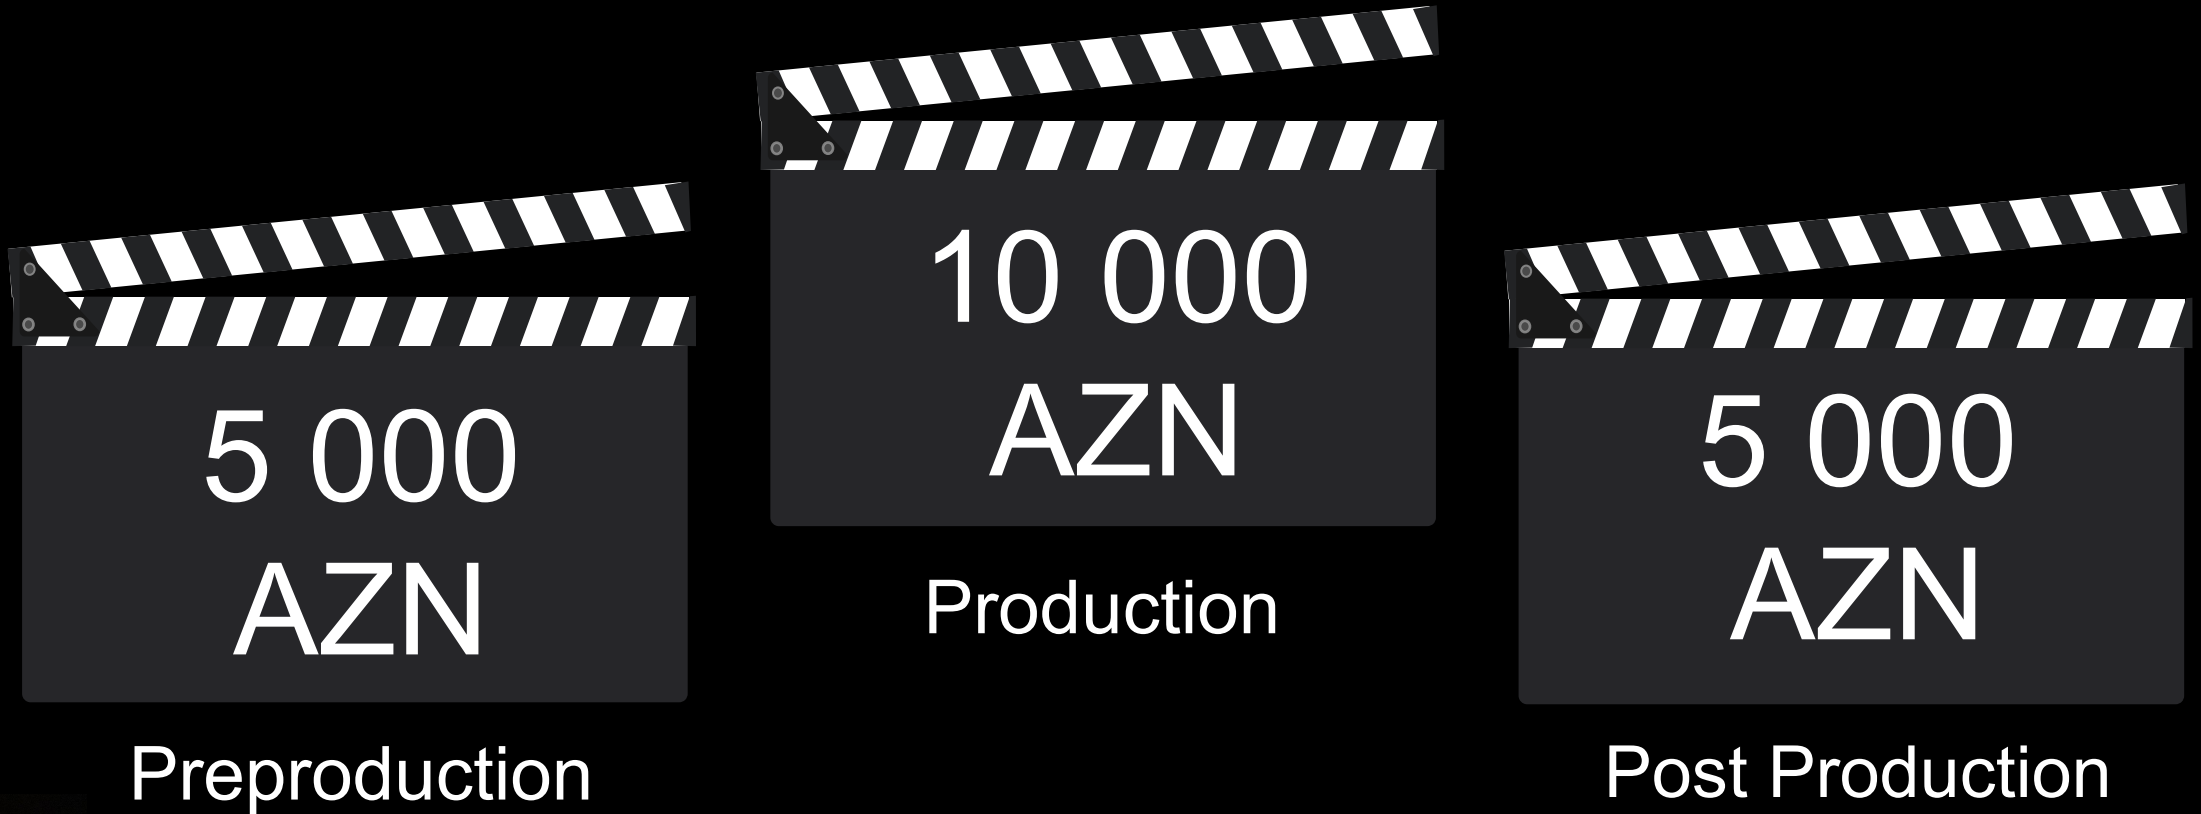 5 000
AZN
Preproduction
10 000
AZN
Production
5 000
AZN
Post Production